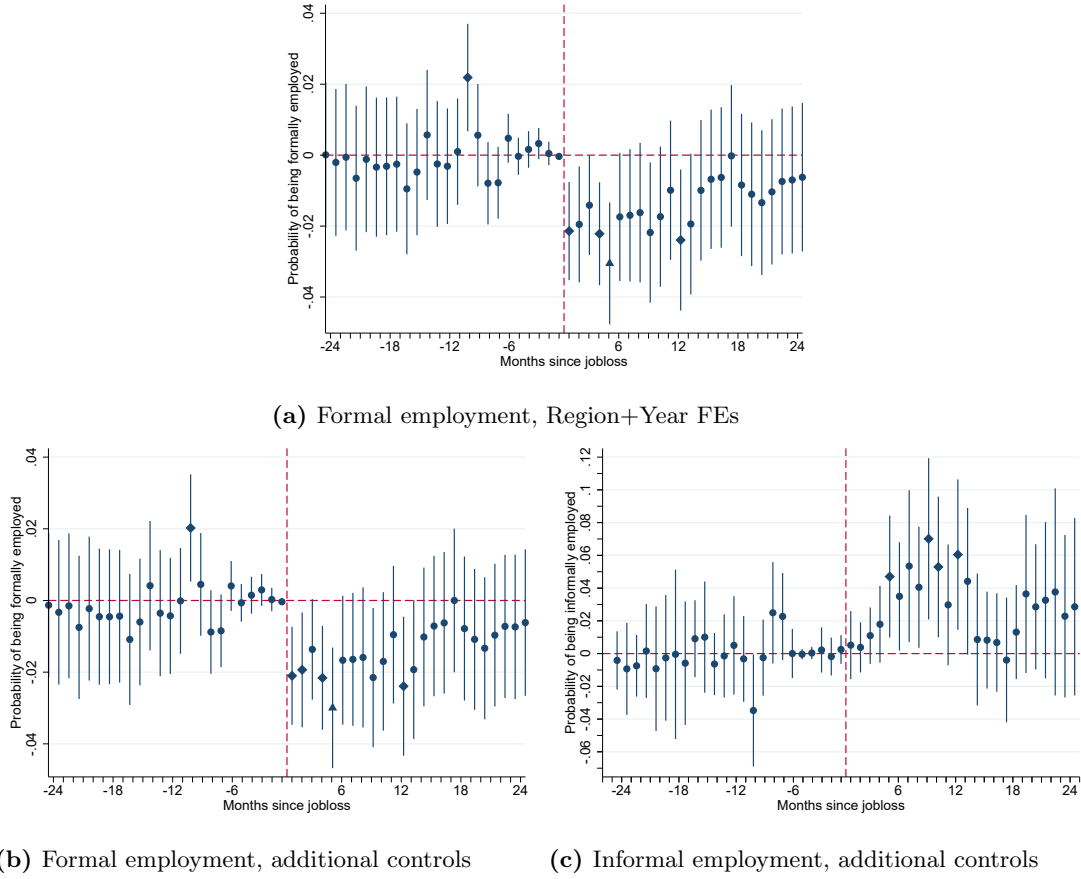 .04
.02
0
-.02
-.04
Probability of being formally employed
-24 -18 -12 -6 6 12 18 24
Months since jobloss
(a) Formal employment, Region+Year FEs
.04
.02
0
-.02
-.04
Probability of being formally employed
-24 -18 -12 -6 6 12 18 24
Months since jobloss
(b) Formal employment, additional controls
.12
.1
.08
.06
.04
.02
0
-.02
-.04
-.06
Probability of being informally employed
-24 -18 -12 -6 6 12 18 24
Months since jobloss
(c) Informal employment, additional controls